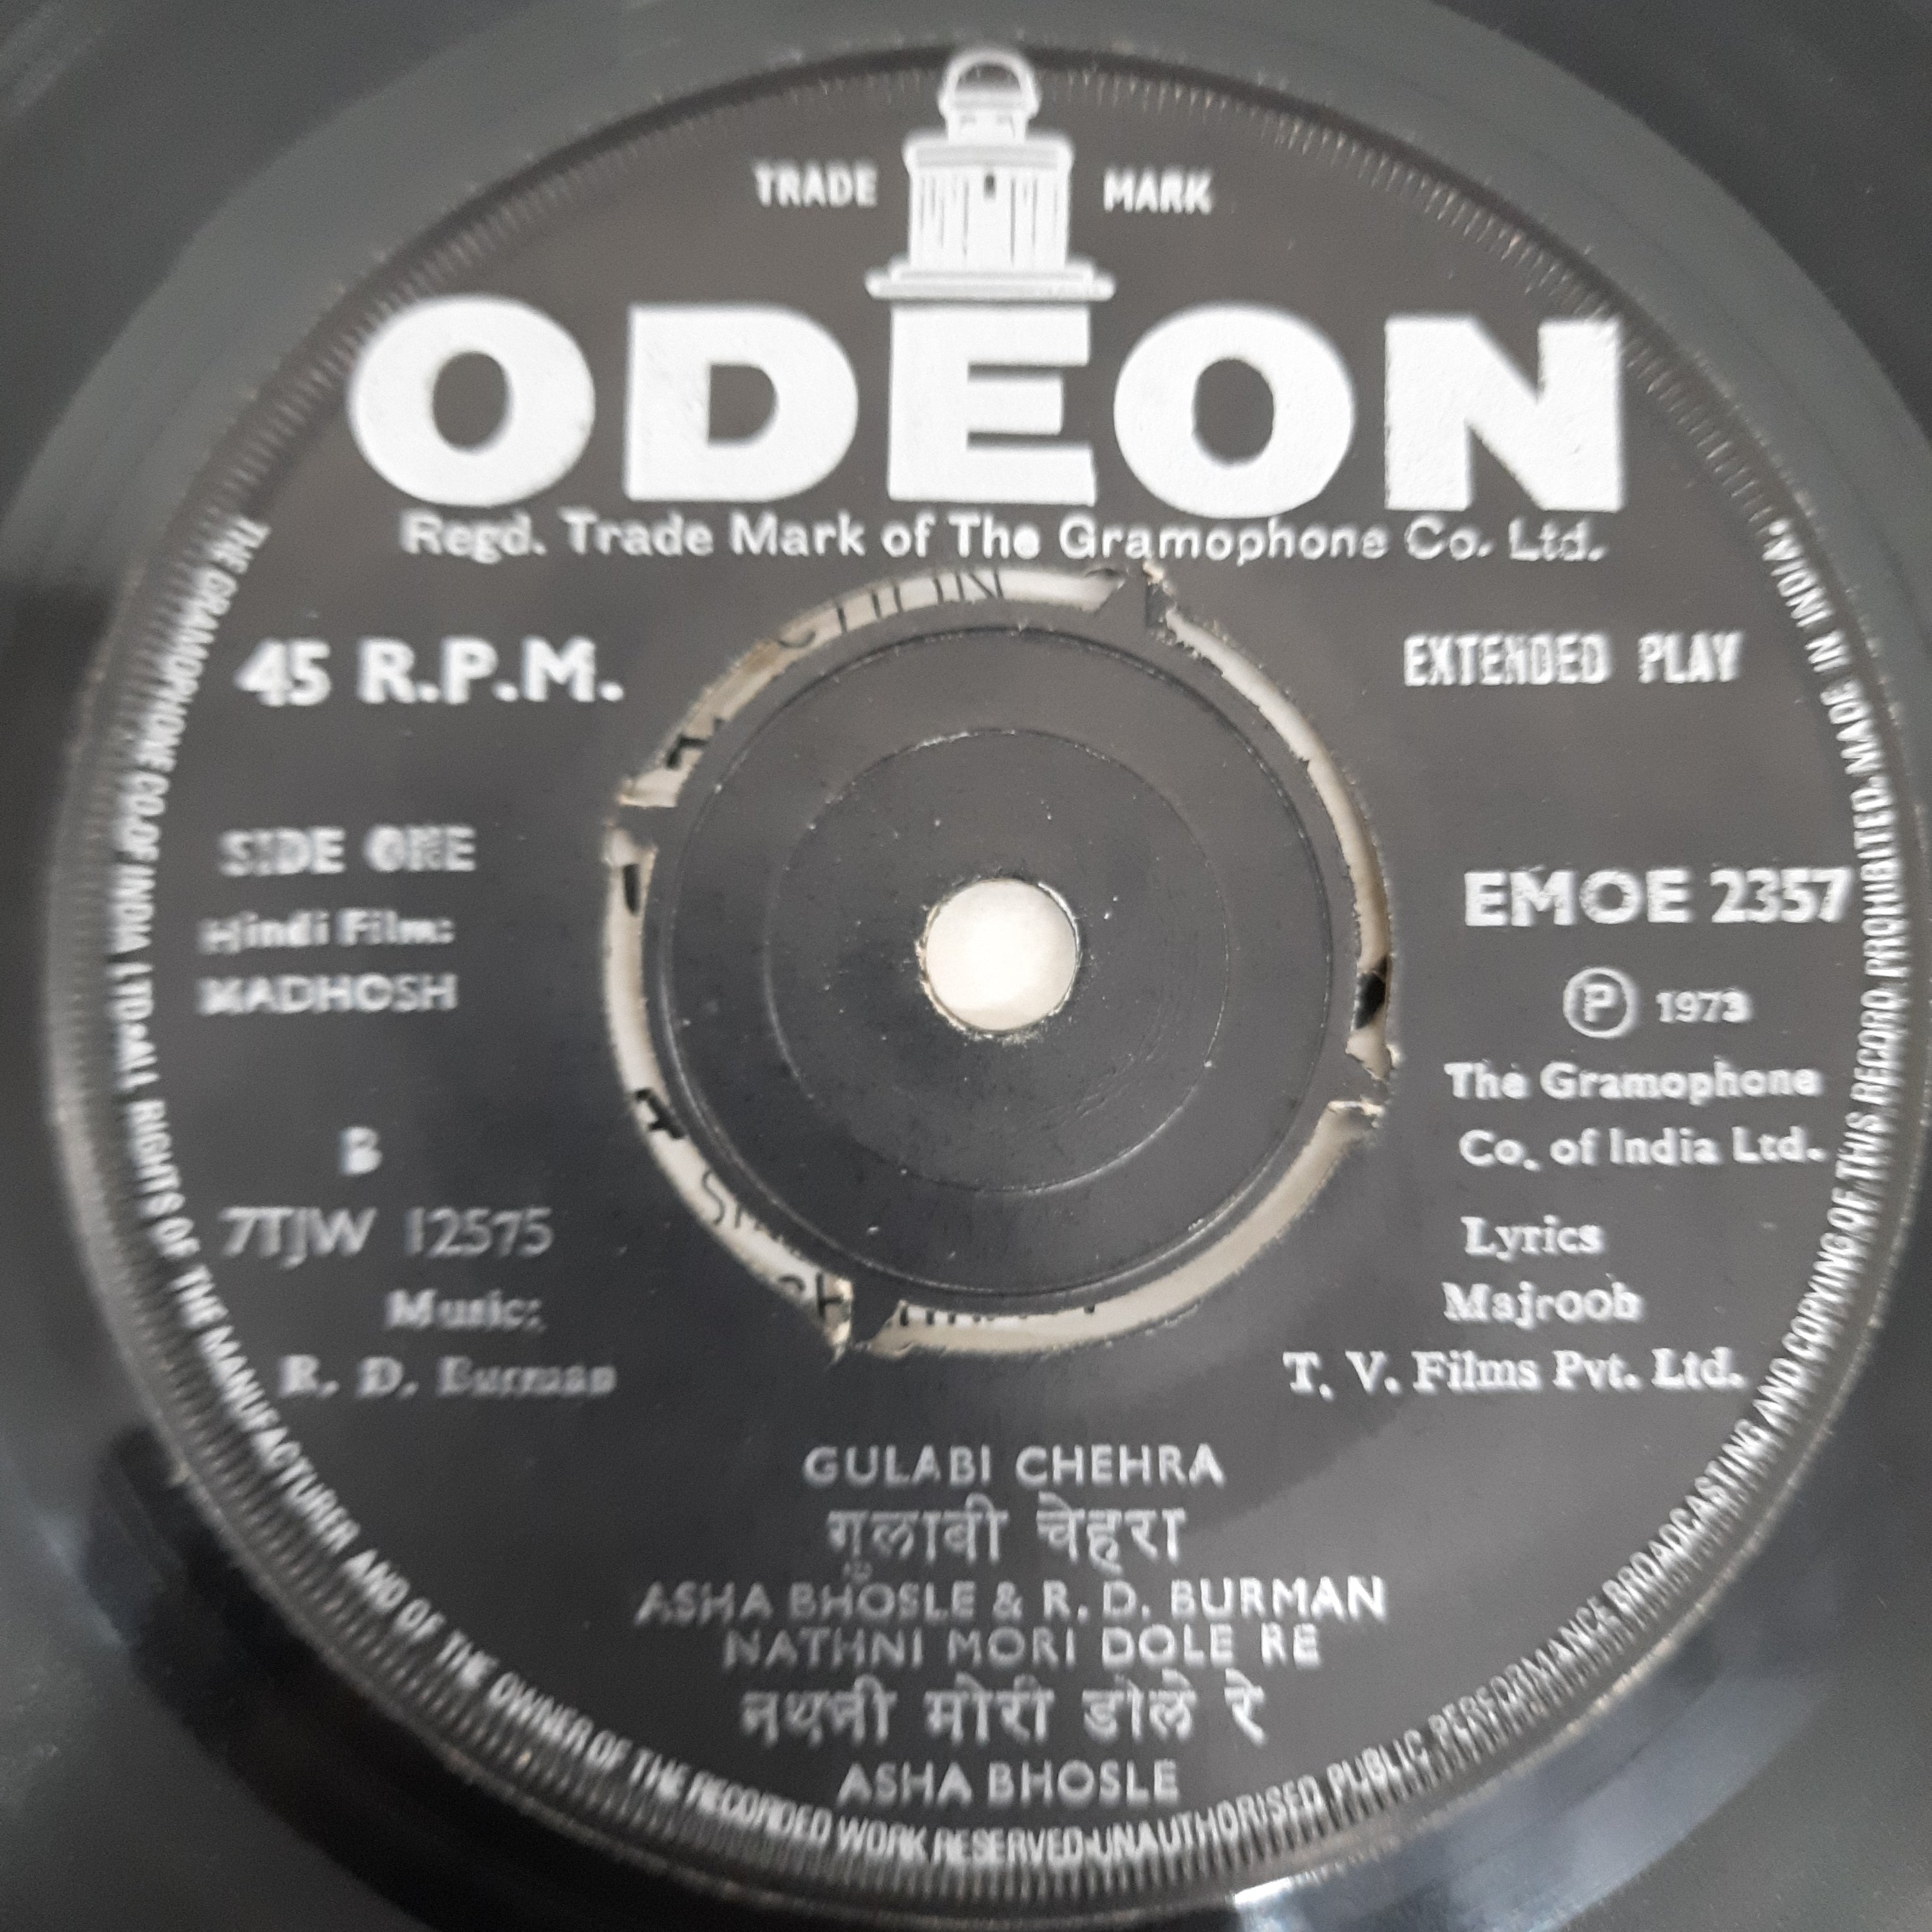 TRADE MARK
ODEON
Regd. Trade Mark of The Gramophone Co. Ltd.
45 R.P.M.
EXTENDED PLAY
SIDE ONE
Hindi Film:
MADHOSH
B
7TJW 12575
Music:
R. D. Burman
EMOE 2357
Ⓟ 1973
The Gramophone
Co. of India Ltd.
Lyrics
Majrooh
T. V. Films Pvt. Ltd.
GULABI CHEHRA
गुलाबी चेहरा
ASHA BHOSLE & R. D. BURMAN
NATHNI MORI DOLE RE
नथनी मोरी डोले रे
ASHA BHOSLE
THE GRAMOPHONE CO. OF INDIA LTD. ALL RIGHTS OF THE MANUFACTURER AND OF THE OWNER OF THE RECORDED WORK RESERVED-UNAUTHORISED PUBLIC PERFORMANCE BROADCASTING AND COPYING OF THIS RECORD PROHIBITED. MADE IN INDIA.